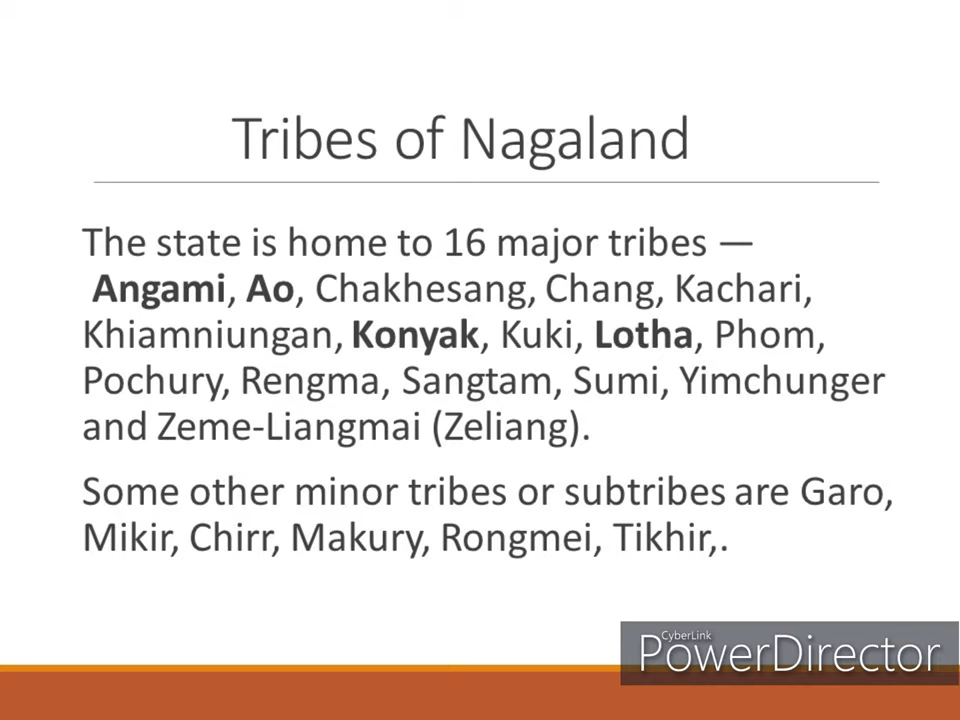 Tribes of Nagaland
The state is home to 16 major tribes —
Angami, Ao, Chakhesang, Chang, Kachari,
Khiamniungan, Konyak, Kuki, Lotha, Phom,
Pochury, Rengma, Sangtam, Sumi, Yimchunger
and Zeme-Liangmai (Zeliang).
Some other minor tribes or subtribes are Garo,
Mikir, Chirr, Makury, Rongmei, Tikhir,.
CyberLink
PowerDirector